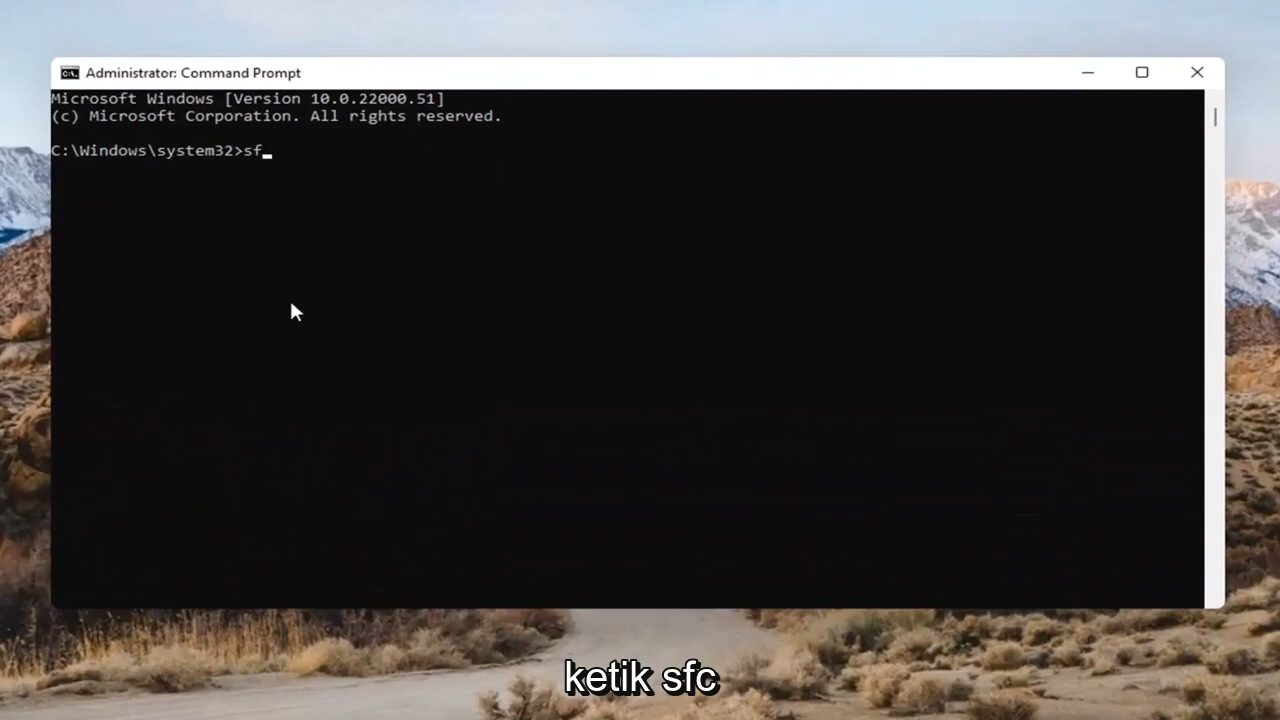 Administrator: Command Prompt
Microsoft Windows [Version 10.0.22000.51]
(c) Microsoft Corporation. All rights reserved.
C:\Windows\system32>sf_
ketik sfc